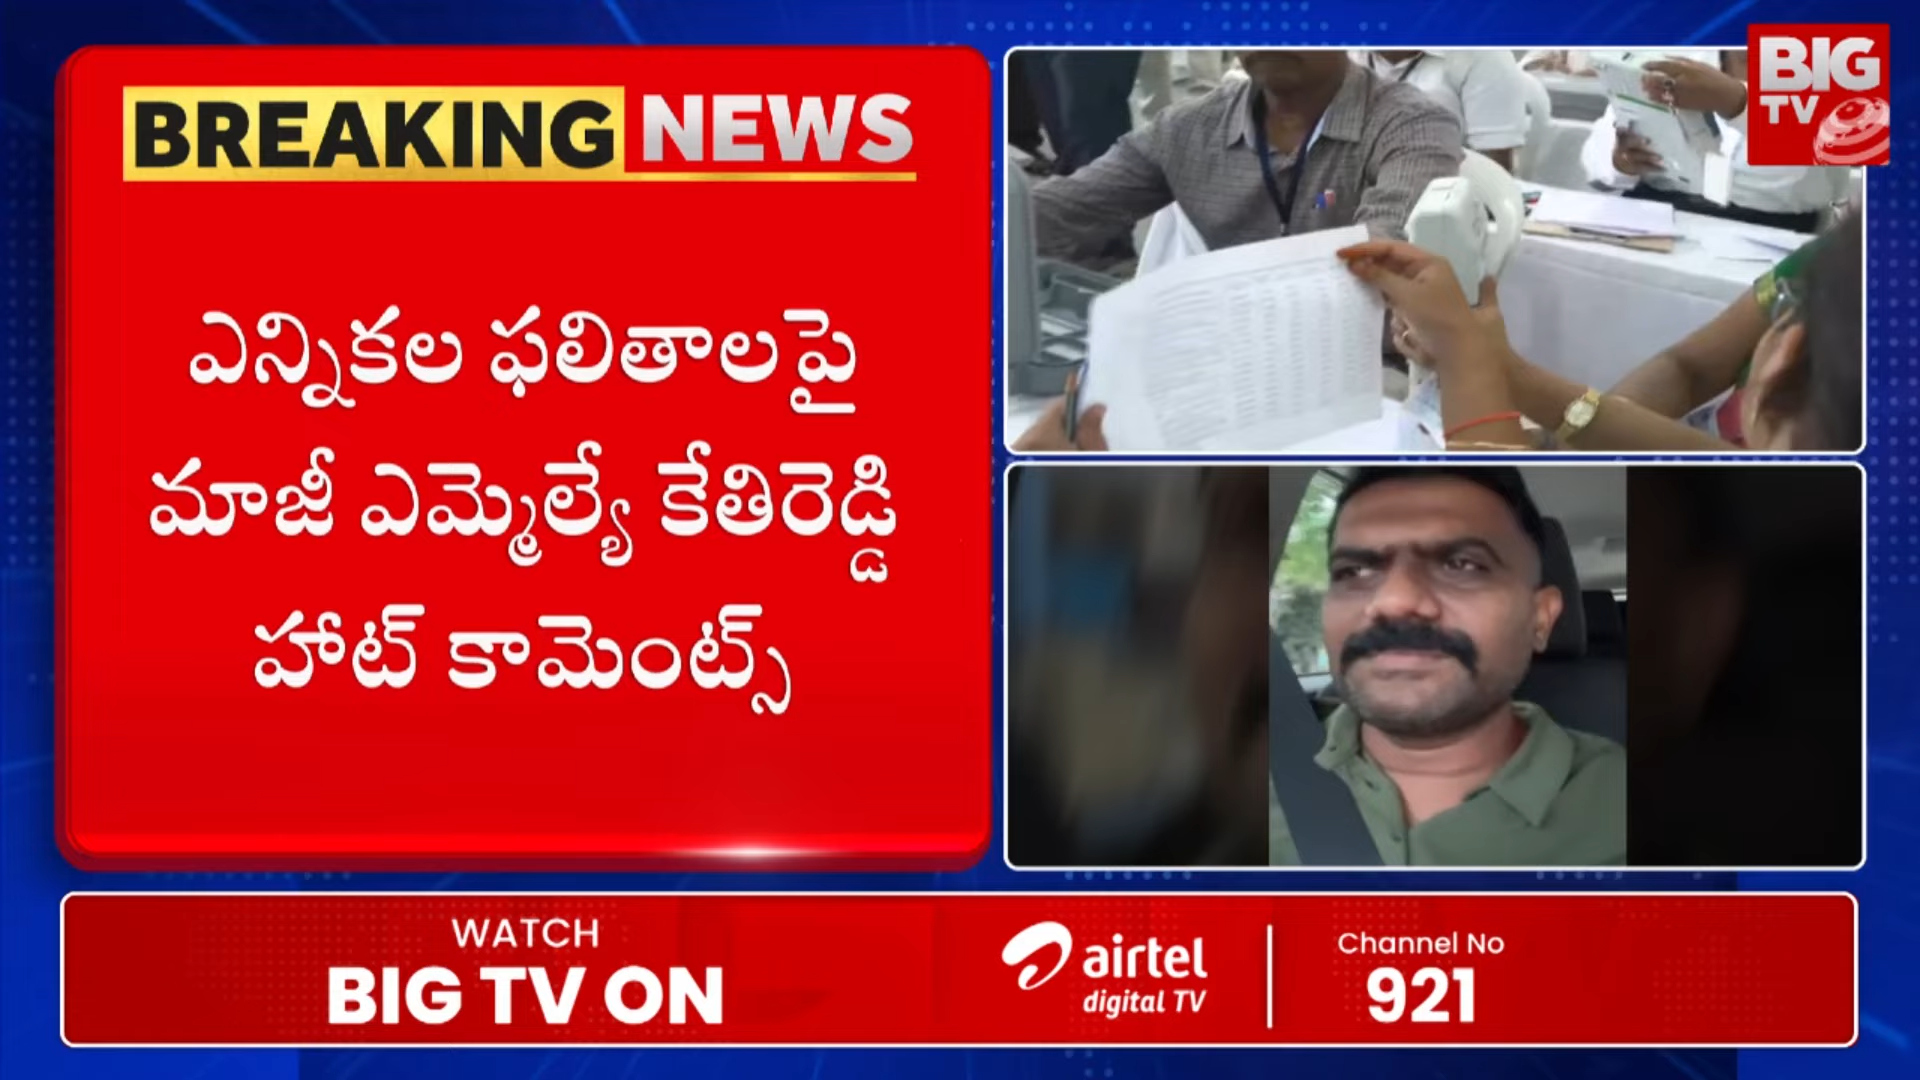 BREAKING NEWS
ఎన్నికల ఫలితాలపై
మాజీ ఎమ్మెల్యే కేతిరెడ్డి
హాట్ కామెంట్స్
BIG
TV
WATCH
BIG TV ON
airtel
digital TV
Channel No
921